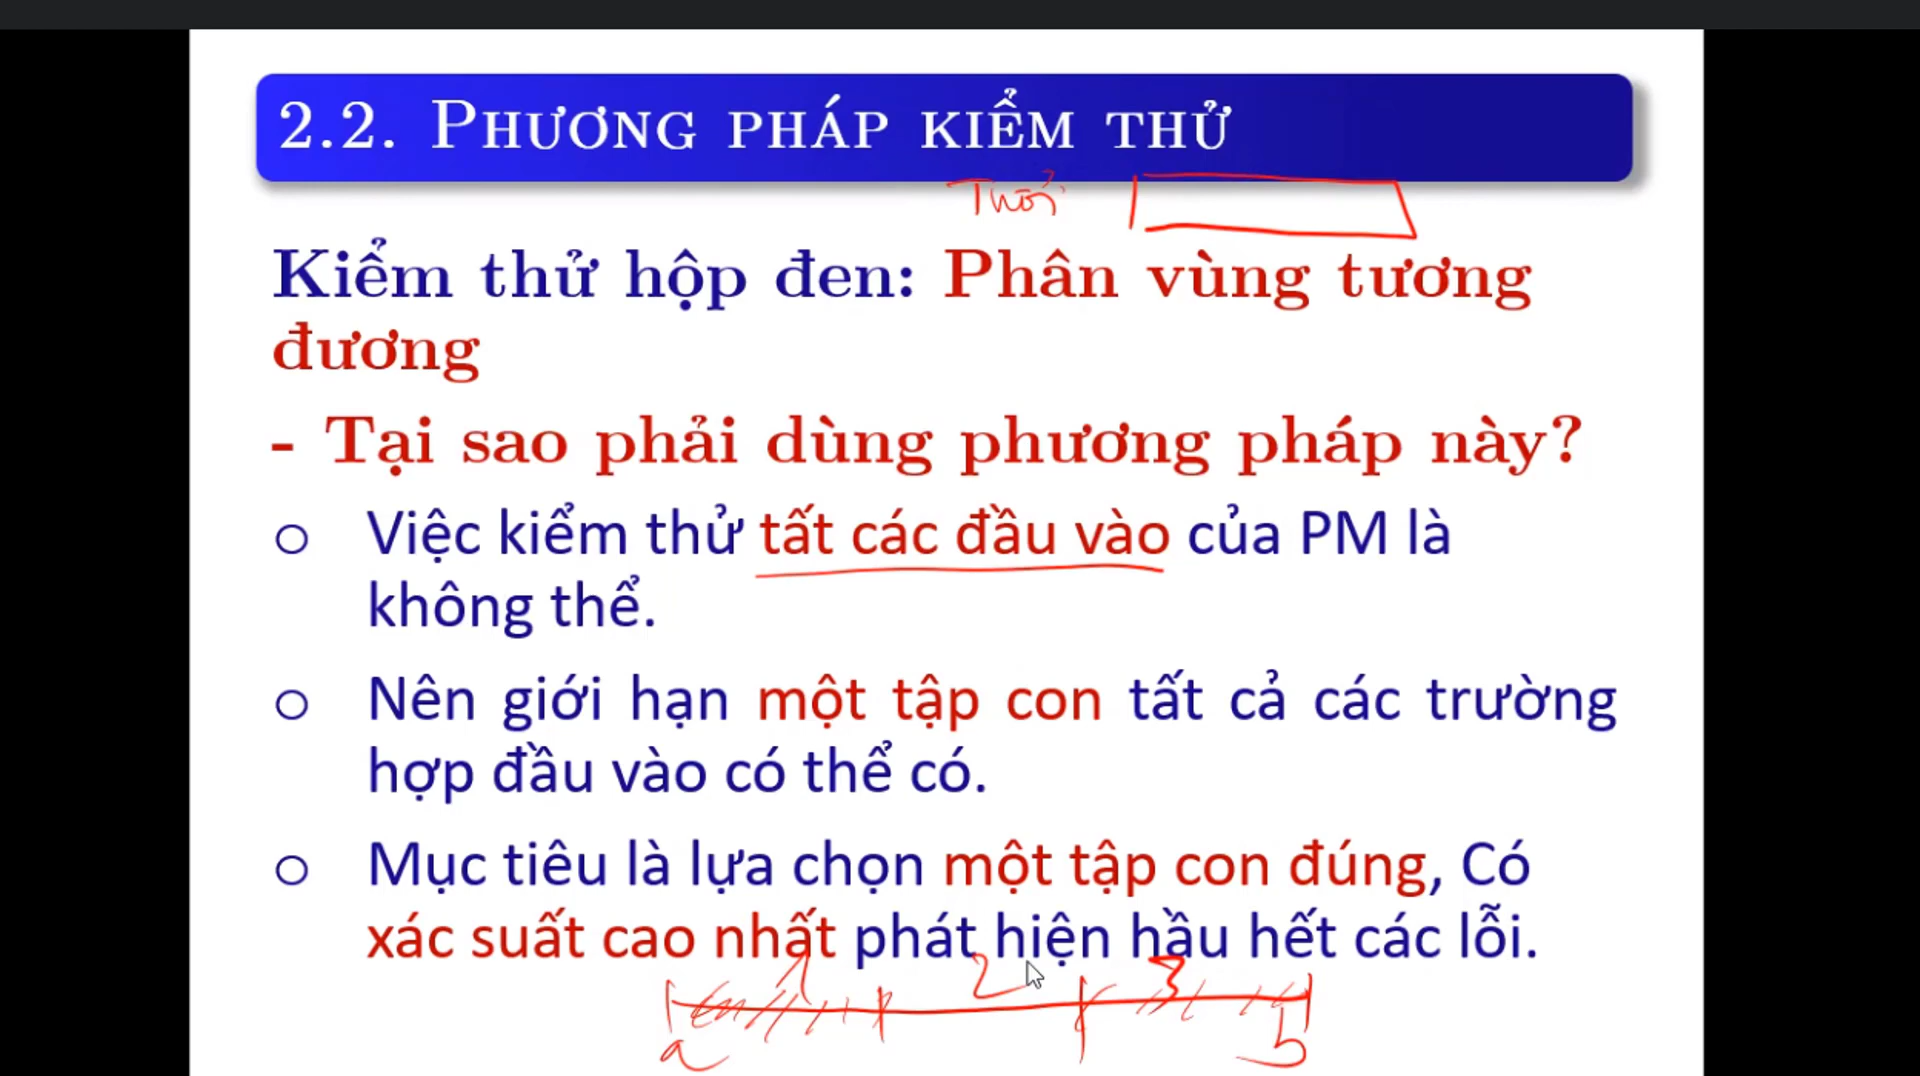 2.2. Phương pháp kiểm thử
Kiểm thử hộp đen: Phân vùng tương
đương
- Tại sao phải dùng phương pháp này?
o Việc kiểm thử tất các đầu vào của PM là
không thể.
o Nên giới hạn một tập con tất cả các trường
hợp đầu vào có thể có.
o Mục tiêu là lựa chọn một tập con đúng, Có
xác suất cao nhất phát hiện hầu hết các lỗi.
1 2 3
a b